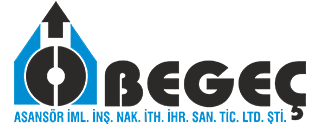 BEGEÇ
ASANSÖR İML. İNŞ. NAK. İTH. İHR. SAN. TİC. LTD. ŞTİ.